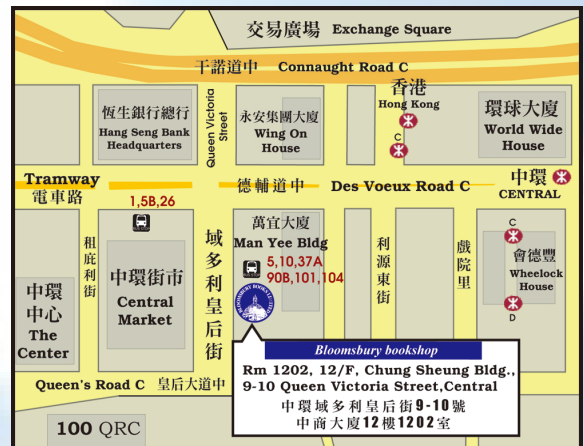 交易廣場 Exchange Square
干諾道中 Connaught Road C
香港
Hong Kong
恆生銀行總行
Hang Seng Bank
Headquarters
Queen Victoria
Street
永安集團大廈
Wing On
House
C
環球大廈
World Wide
House
Tramway
電車路
德輔道中 Des Voeux Road C
中環
CENTRAL
1,5B,26
租庇利街
中環街市
Central
Market
域多利皇后街
萬宜大廈
Man Yee Bldg
5,10,37A
90B,101,104
利源東街
戲院里
C
會德豐
Wheelock
House
D
中環
中心
The
Center
Queen's Road C 皇后大道中
Bloomsbury bookshop
Rm 1202, 12/F, Chung Sheung Bldg.,
9-10 Queen Victoria Street,Central
中環域多利皇后街9-10號
中商大廈12樓1202室
100 QRC